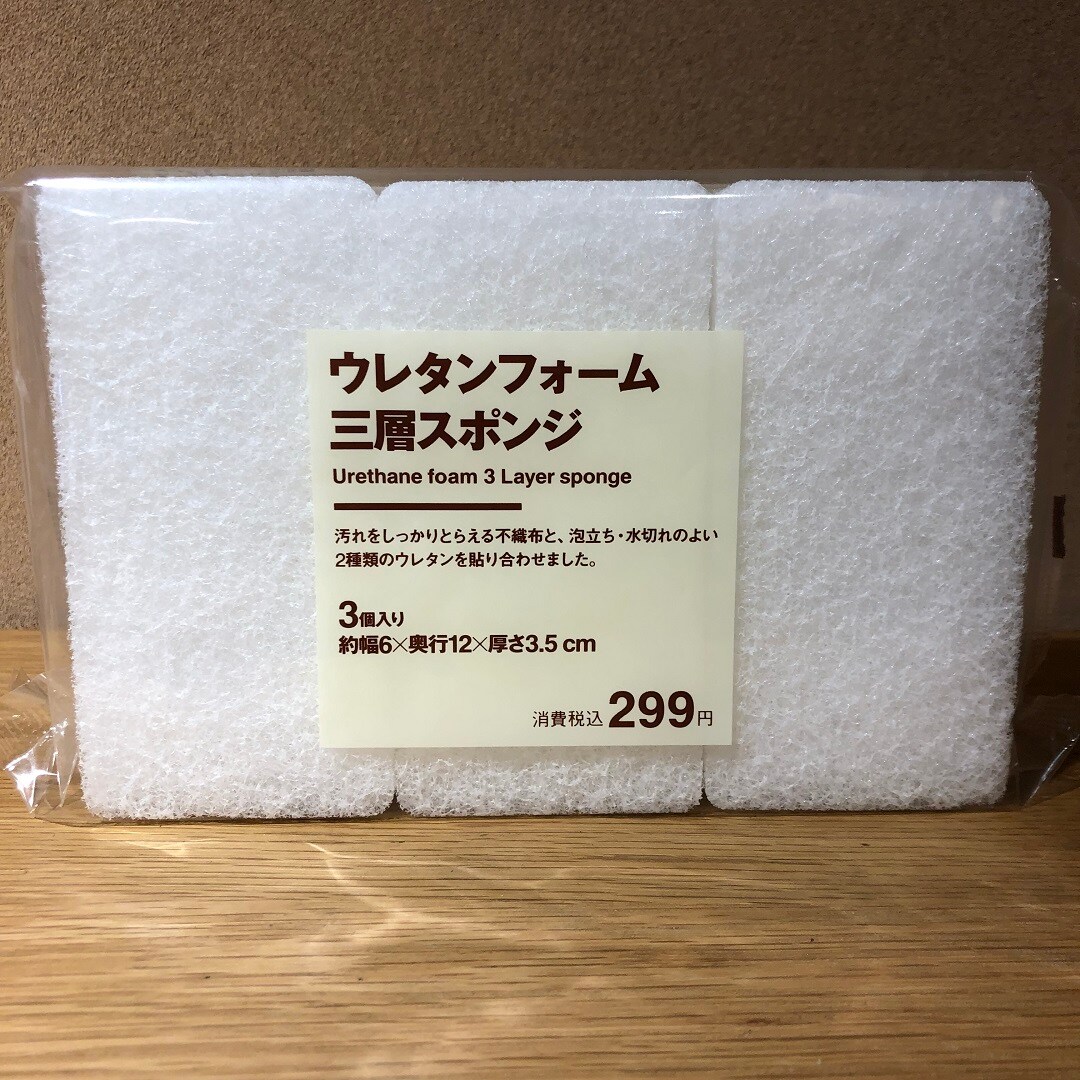 ウレタンフォーム
三層スポンジ
Urethane foam 3 Layer sponge
汚れをしっかりとらえる不織布と、泡立ち・水切れのよい
2種類のウレタンを貼り合わせました。
3個入り
約幅6×奥行12×厚さ3.5 cm
消費税込299円